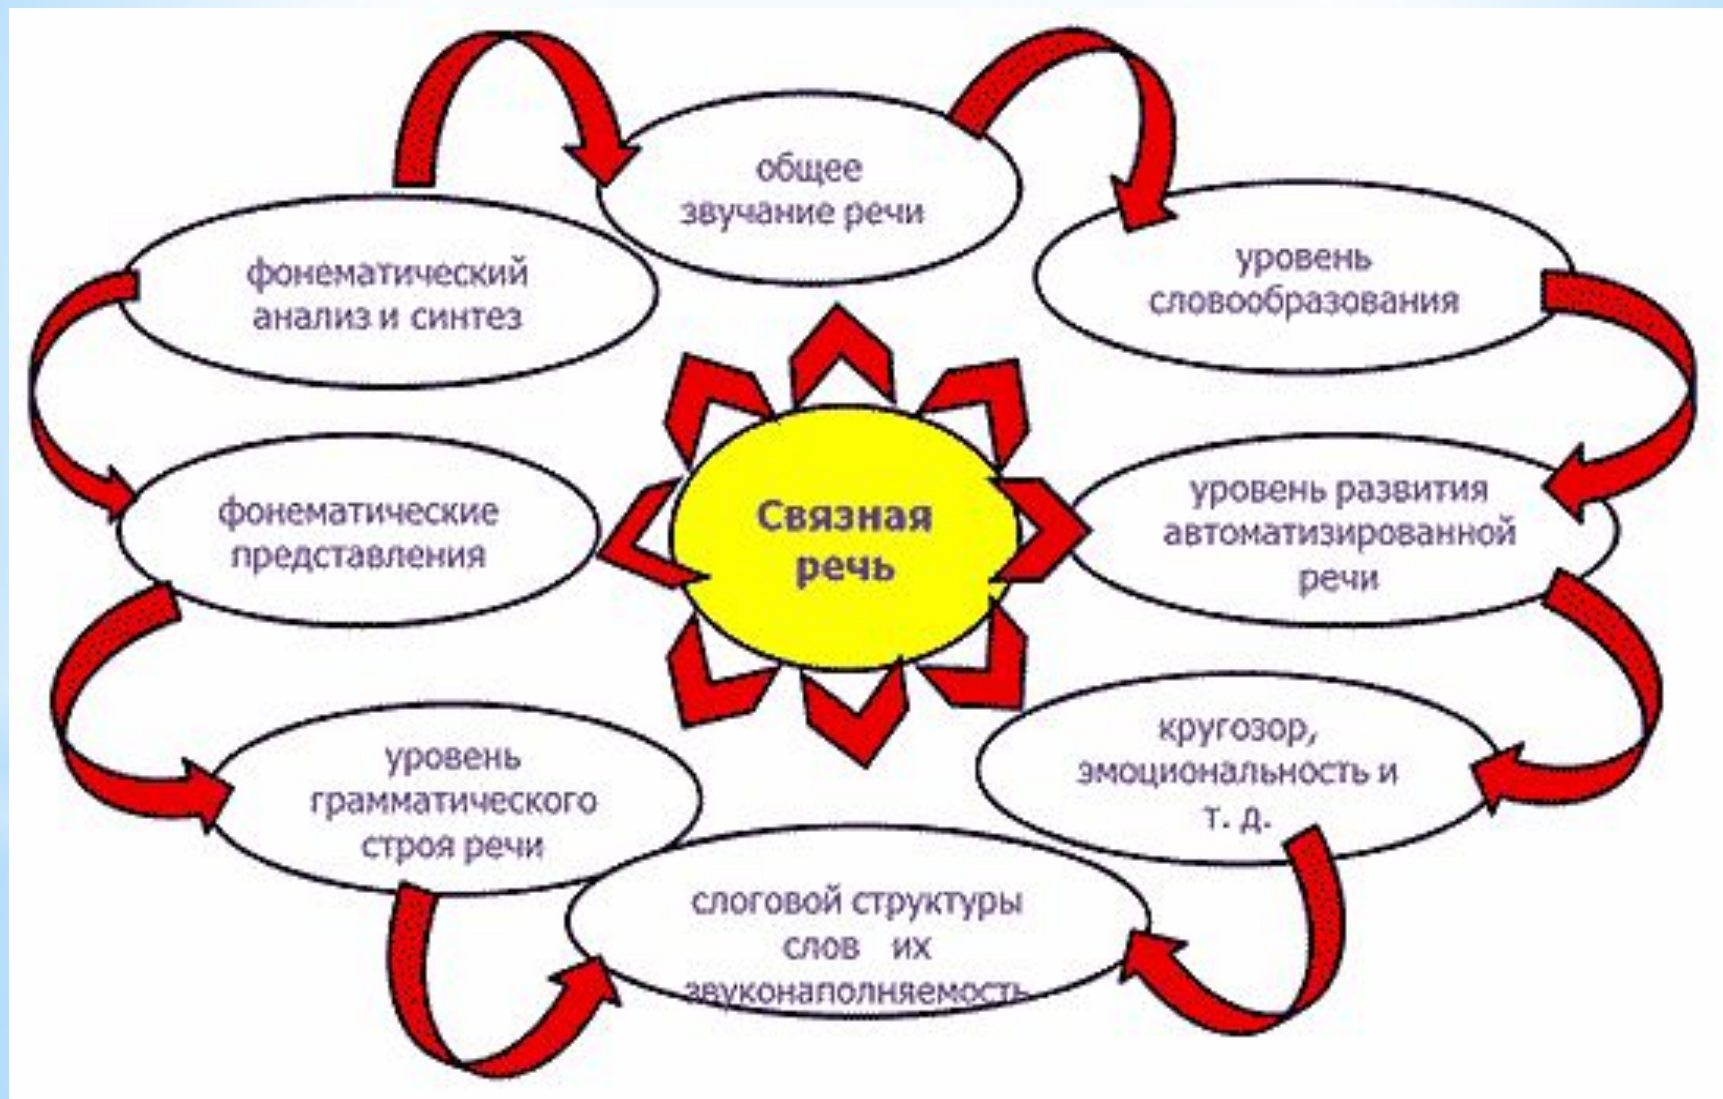 общее
звучание речи
уровень
словообразования
фонематический
анализ и синтез
Связная
речь
уровень развития
автоматизированной
речи
фонематические
представления
кругозор,
эмоциональность и
т. д.
уровень
грамматического
строя речи
слоговой структуры
слов их
звуконаполняемость